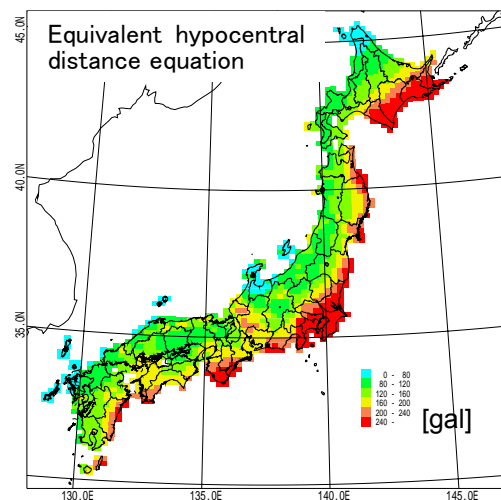 Equivalent hypocentral
distance equation
45.0N
40.0N
35.0N
0 - 80
80 - 120
120 - 160
160 - 200
200 - 240
240 -
[gal]
130.0E
135.0E
140.0E
145.0E